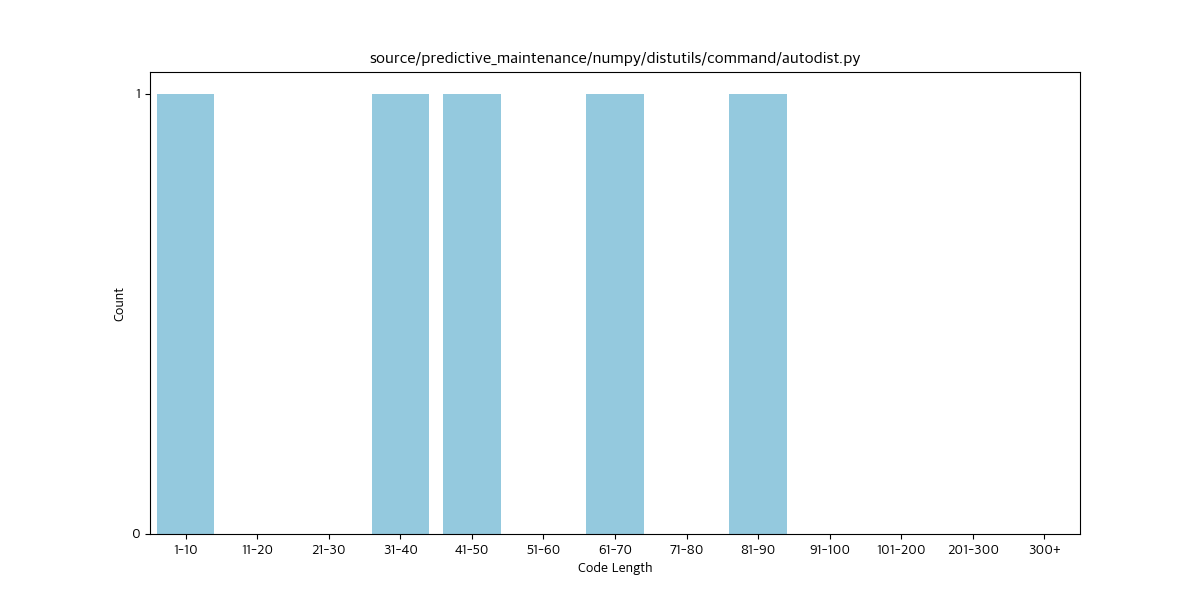 source/predictive_maintenance/numpy/distutils/command/autodist.py
Count
1
0
1-10 11-20 21-30 31-40 41-50 51-60 61-70 71-80 81-90 91-100 101-200 201-300 300+
Code Length